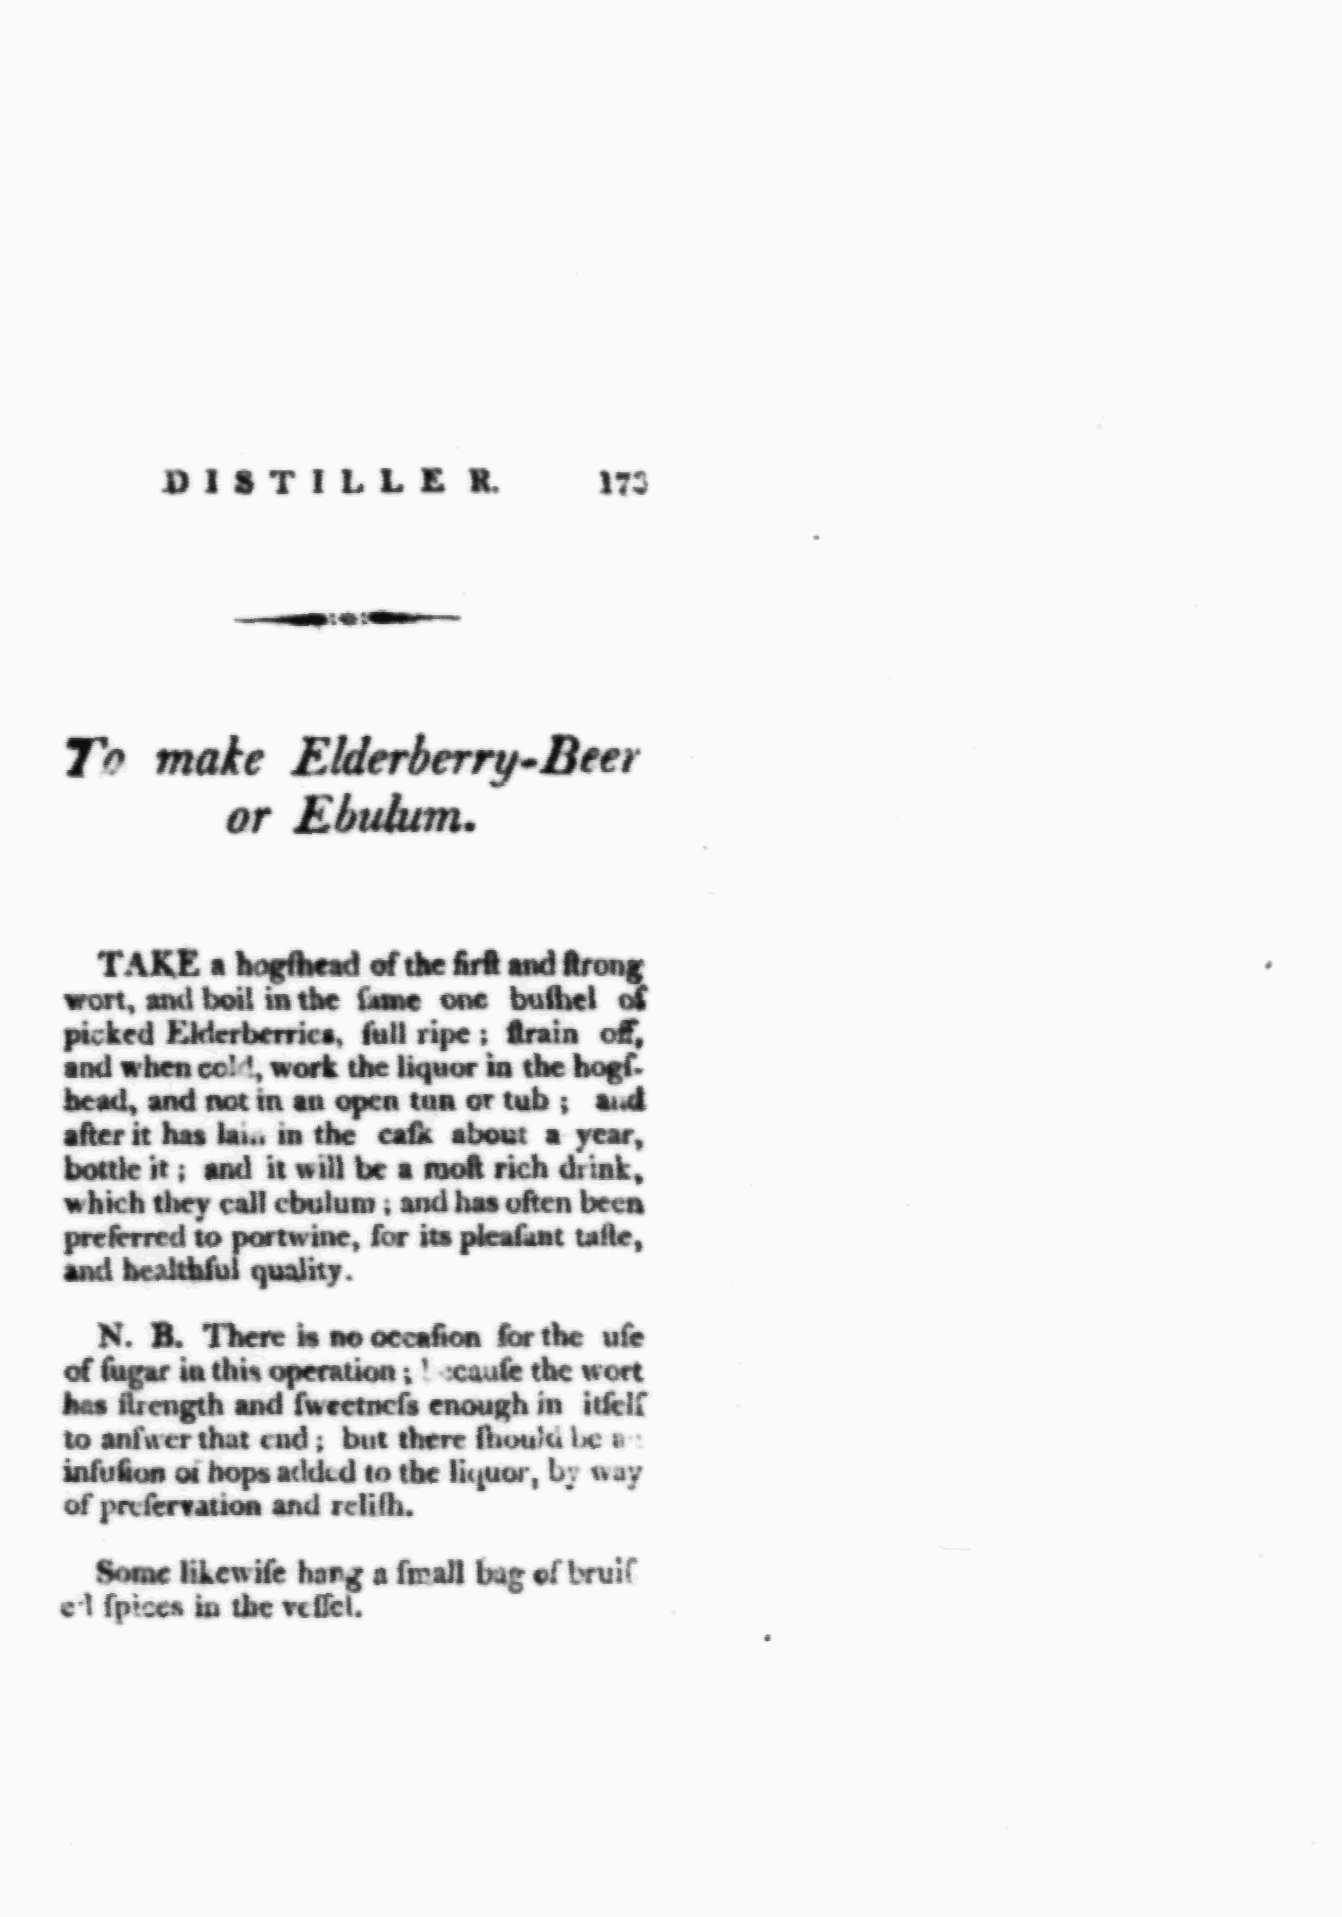 DISTILLER. 173
To make Elderberry-Beer
or Ebulum.
TAKE a hogſhead of the firſt and ſtrong
wort, and boil in the ſame one buſhel of
picked Elderberries, full ripe ; ſtrain off,
and when cold, work the liquor in the hogſ-
head, and not in an open tun or tub ; and
after it has lain in the caſk about a year,
bottle it ; and it will be a moſt rich drink,
which they call ebulum ; and has often been
preferred to portwine, for its pleaſant taſte,
and healthful quality.
N. B. There is no occaſion for the uſe
of ſugar in this operation ; becauſe the wort
has ſtrength and ſweetneſs enough in itſelf
to anſwer that end ; but there ſhould be an
infuſion of hops added to the liquor, by way
of preſervation and reliſh.
Some likewiſe hang a ſmall bag of bruiſ
ed ſpices in the veſſel.